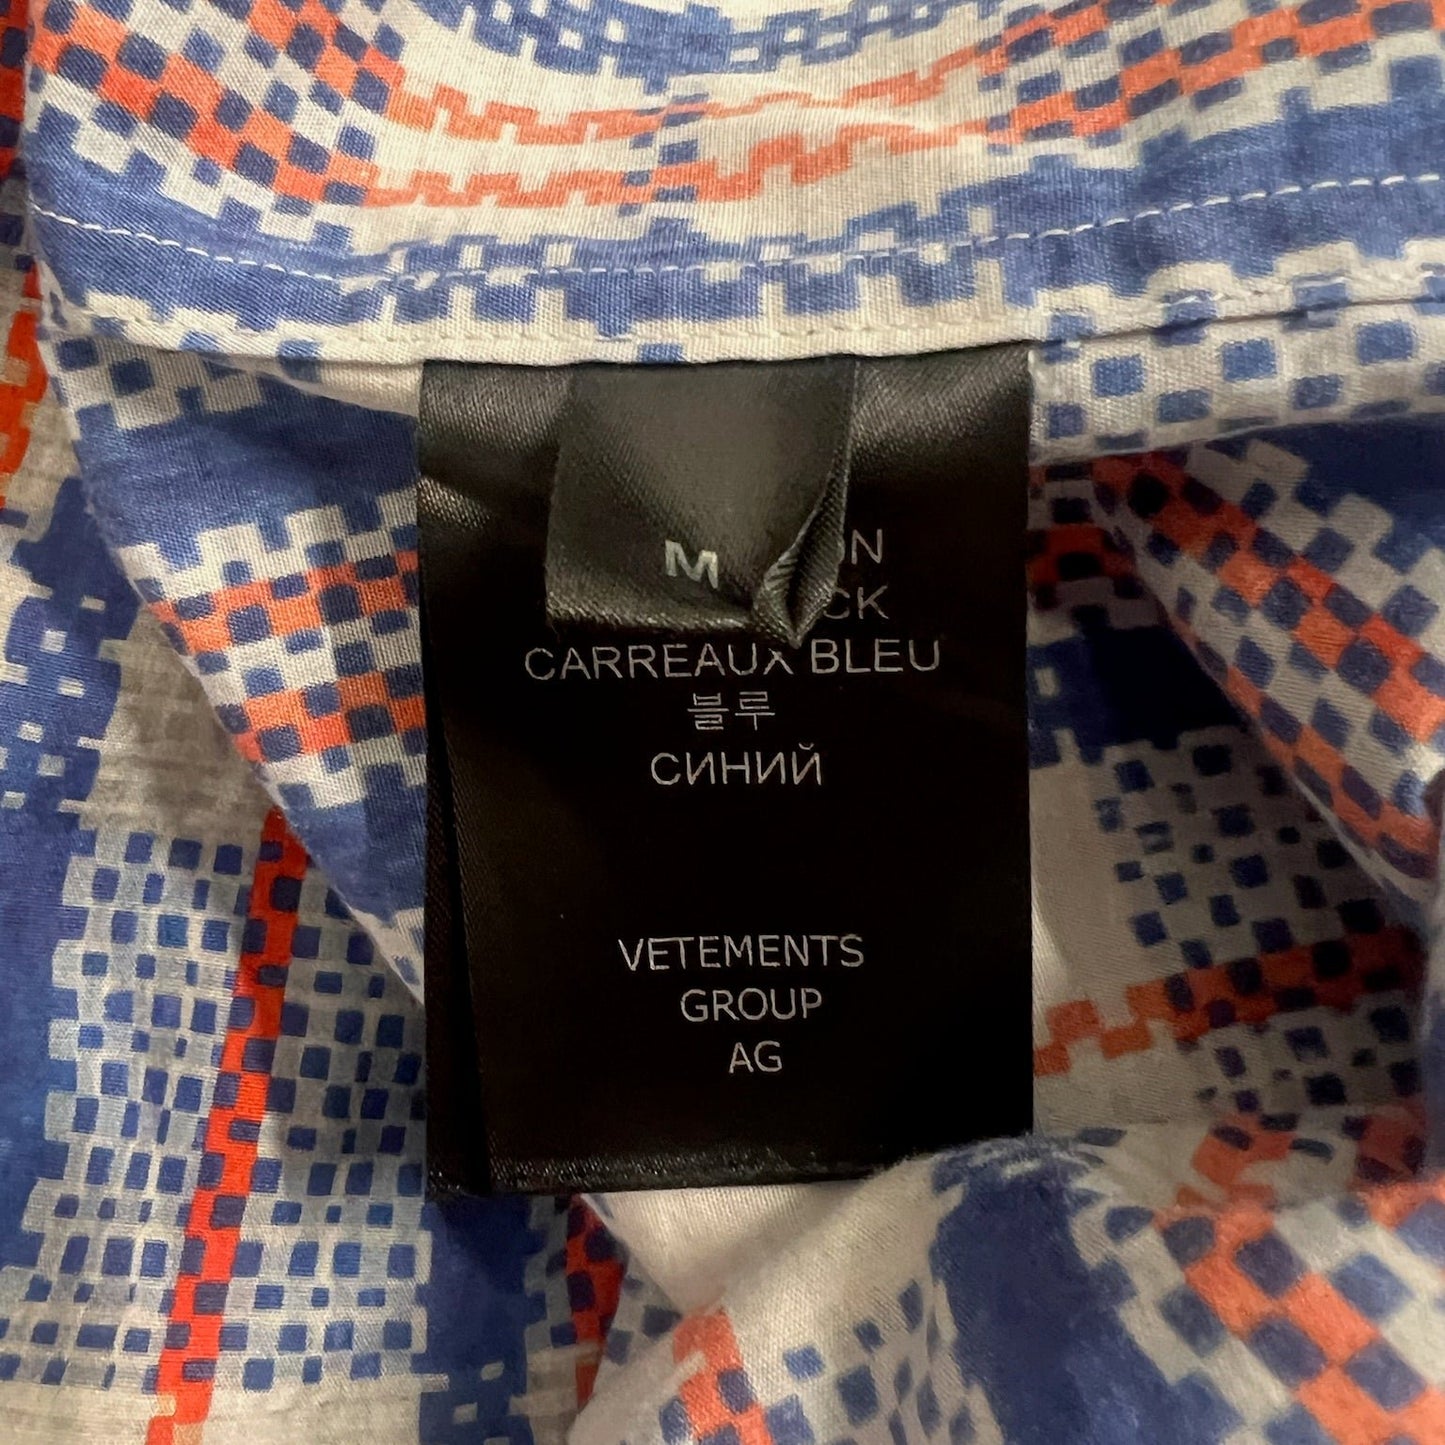 M
CARREAUX BLEU
블루
СИНИЙ
VETEMENTS
GROUP
AG